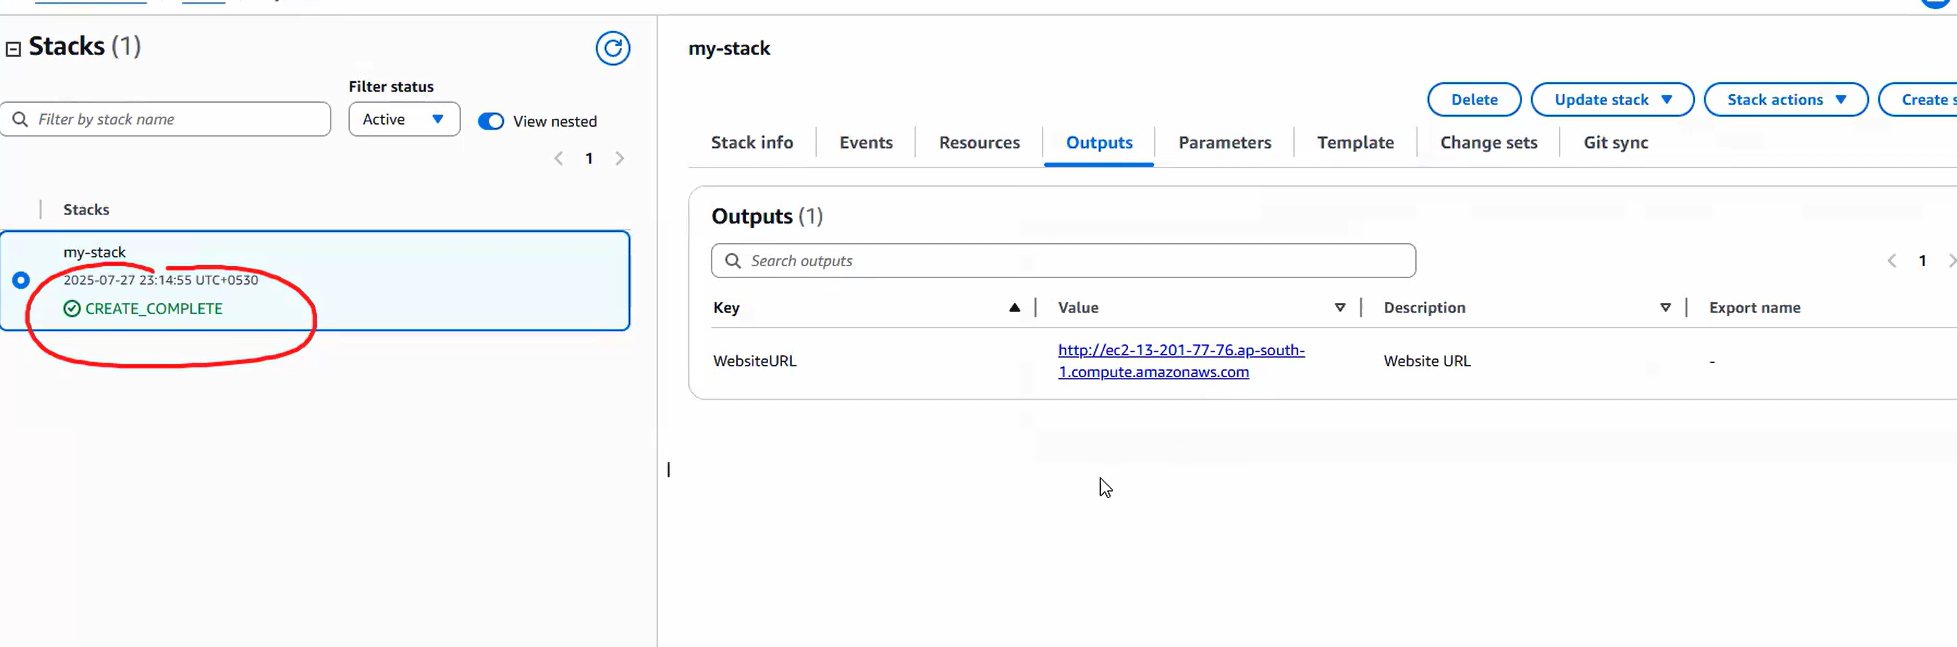 Stacks (1)
Filter by stack name
Filter status
Active
View nested
1
Stacks
my-stack
2025-07-27 23:14:55 UTC+0530
CREATE_COMPLETE
my-stack
Delete
Update stack
Stack actions
Create s
Stack info
Events
Resources
Outputs
Parameters
Template
Change sets
Git sync
Outputs (1)
Search outputs
1
Key
Value
Description
Export name
WebsiteURL
http://ec2-13-201-77-76.ap-south-
1.compute.amazonaws.com
Website URL
-